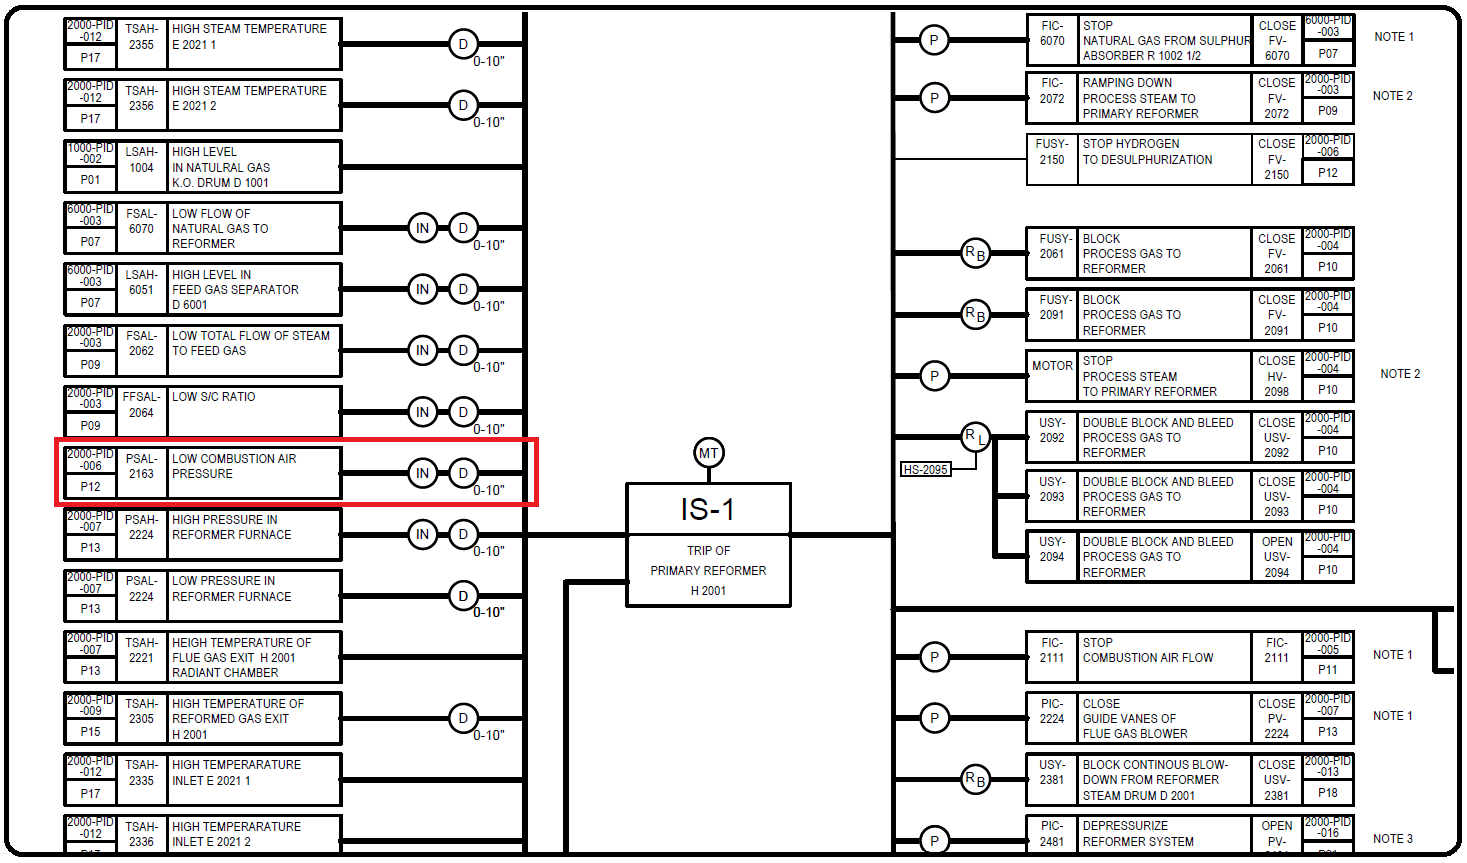 2000-PID
-012
P17
TSAH-
2355
HIGH STEAM TEMPERATURE
E 2021 1
D
0-10"
2000-PID
-012
P17
TSAH-
2356
HIGH STEAM TEMPERATURE
E 2021 2
D
0-10"
1000-PID
-002
P01
LSAH-
1004
HIGH LEVEL
IN NATULRAL GAS
K.O. DRUM D 1001
6000-PID
-003
P07
FSAL-
6070
LOW FLOW OF
NATURAL GAS TO
REFORMER
IN
D
0-10"
6000-PID
-003
P07
LSAH-
6051
HIGH LEVEL IN
FEED GAS SEPARATOR
D 6001
IN
D
0-10"
2000-PID
-003
P09
FSAL-
2062
LOW TOTAL FLOW OF STEAM
TO FEED GAS
IN
D
0-10"
2000-PID
-003
P09
FFSAL-
2064
LOW S/C RATIO
IN
D
0-10"
2000-PID
-006
P12
PSAL-
2163
LOW COMBUSTION AIR
PRESSURE
IN
D
0-10"
2000-PID
-007
P13
PSAH-
2224
HIGH PRESSURE IN
REFORMER FURNACE
IN
D
0-10"
2000-PID
-007
P13
PSAL-
2224
LOW PRESSURE IN
REFORMER FURNACE
D
0-10"
2000-PID
-007
P13
TSAH-
2221
HEIGH TEMPERATURE OF
FLUE GAS EXIT H 2001
RADIANT CHAMBER
2000-PID
-009
P15
TSAH-
2305
HIGH TEMPERATURE OF
REFORMED GAS EXIT
H 2001
D
0-10"
2000-PID
-012
P17
TSAH-
2335
HIGH TEMPERARATURE
INLET E 2021 1
2000-PID
-012
TSAH-
2336
HIGH TEMPERARATURE
INLET E 2021 2
MT
IS-1
TRIP OF
PRIMARY REFORMER
H 2001
P
FIC-
6070
STOP
NATURAL GAS FROM SULPHUR
ABSORBER R 1002 1/2
CLOSE
FV-
6070
6000-PID
-003
P07
NOTE 1
P
FIC-
2072
RAMPING DOWN
PROCESS STEAM TO
PRIMARY REFORMER
CLOSE
FV-
2072
2000-PID
-003
P09
NOTE 2
FUSY-
2150
STOP HYDROGEN
TO DESULPHURIZATION
CLOSE
FV-
2150
2000-PID
-006
P12
RB
FUSY-
2061
BLOCK
PROCESS GAS TO
REFORMER
CLOSE
FV-
2061
2000-PID
-004
P10
RB
FUSY-
2091
BLOCK
PROCESS GAS TO
REFORMER
CLOSE
FV-
2091
2000-PID
-004
P10
P
MOTOR
STOP
PROCESS STEAM
TO PRIMARY REFORMER
CLOSE
HV-
2098
2000-PID
-004
P10
NOTE 2
RL
HS-2095
USY-
2092
DOUBLE BLOCK AND BLEED
PROCESS GAS TO
REFORMER
CLOSE
USV-
2092
2000-PID
-004
P10
USY-
2093
DOUBLE BLOCK AND BLEED
PROCESS GAS TO
REFORMER
CLOSE
USV-
2093
2000-PID
-004
P10
USY-
2094
DOUBLE BLOCK AND BLEED
PROCESS GAS TO
REFORMER
OPEN
USV-
2094
2000-PID
-004
P10
P
FIC-
2111
STOP
COMBUSTION AIR FLOW
FIC-
2111
2000-PID
-005
P11
NOTE 1
P
PIC-
2224
CLOSE
GUIDE VANES OF
FLUE GAS BLOWER
CLOSE
PV-
2224
2000-PID
-007
P13
NOTE 1
RB
USY-
2381
BLOCK CONTINOUS BLOW-
DOWN FROM REFORMER
STEAM DRUM D 2001
CLOSE
USV-
2381
2000-PID
-013
P18
P
PIC-
2481
DEPRESSURIZE
REFORMER SYSTEM
OPEN
PV-
2000-PID
-016
NOTE 3